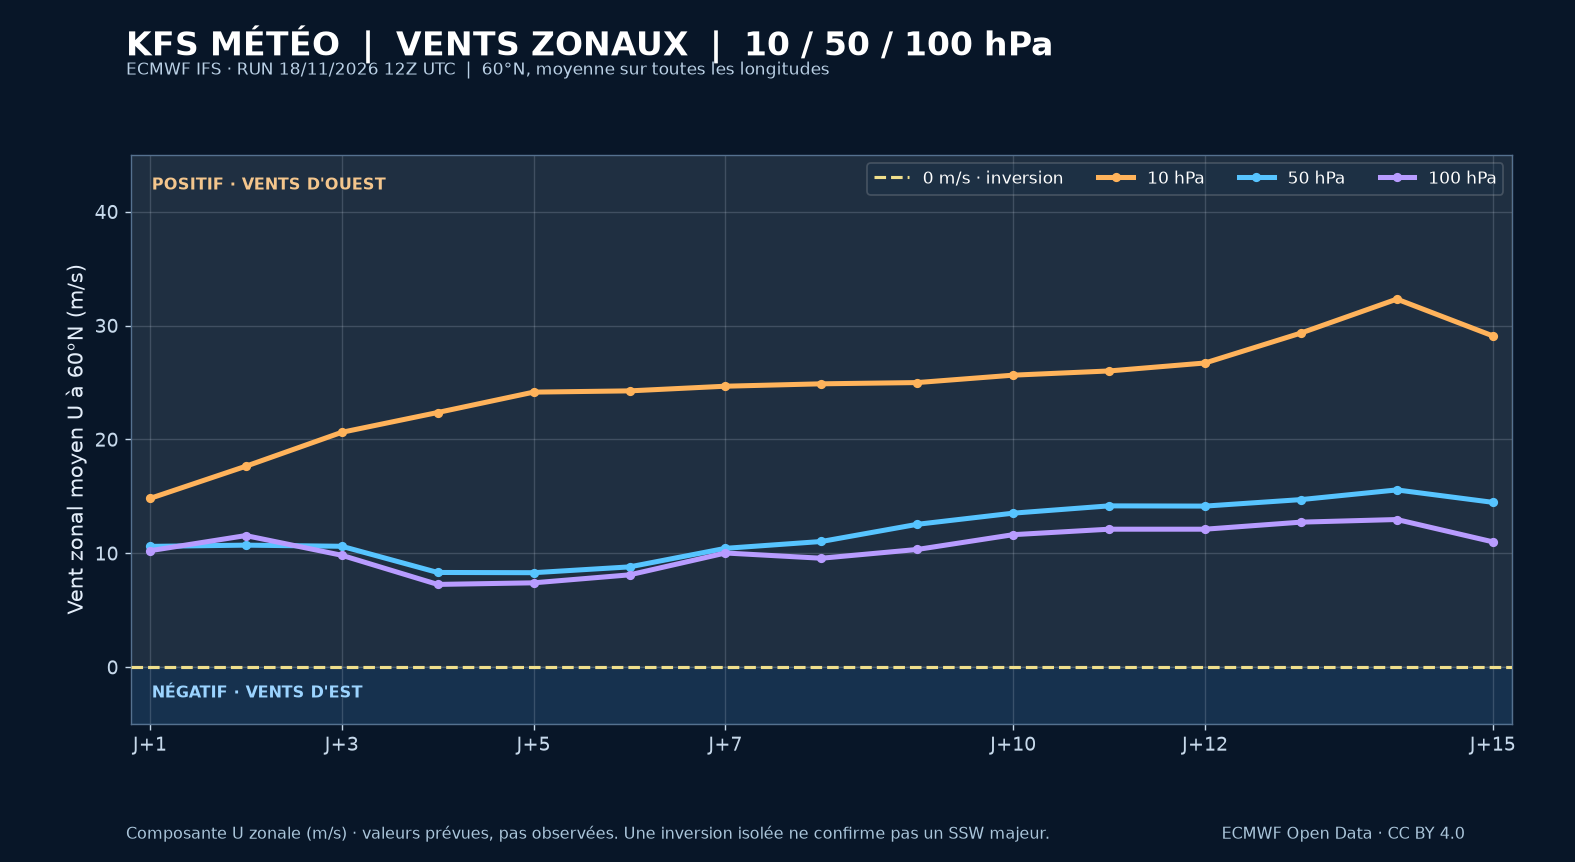 KFS MÉTÉO | VENTS ZONAUX | 10 / 50 / 100 hPa
ECMWF IFS · RUN 18/11/2026 12Z UTC | 60°N, moyenne sur toutes les longitudes
POSITIF · VENTS D'OUEST
0 m/s · inversion 10 hPa 50 hPa 100 hPa
Vent zonal moyen U à 60°N (m/s)
40
30
20
10
0
NÉGATIF · VENTS D'EST
J+1 J+3 J+5 J+7 J+10 J+12 J+15
Composante U zonale (m/s) · valeurs prévues, pas observées. Une inversion isolée ne confirme pas un SSW majeur.
ECMWF Open Data · CC BY 4.0